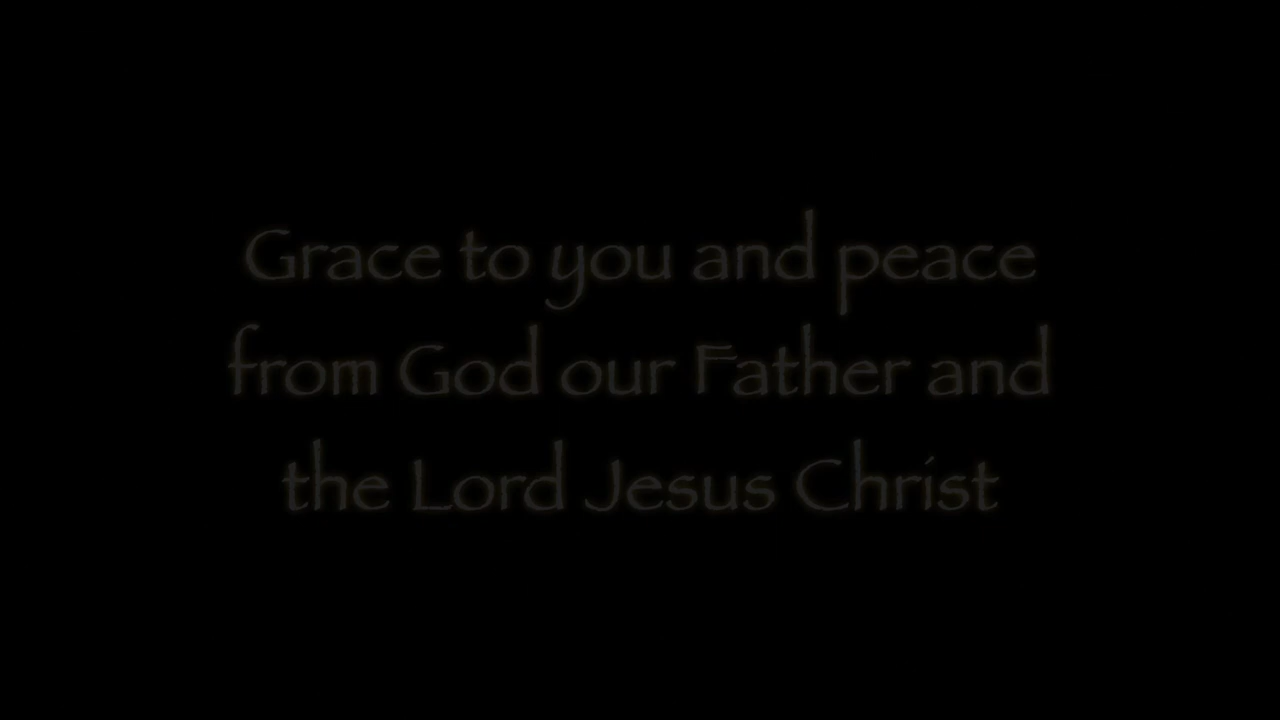 Grace to you and peace
from God our Father and
the Lord Jesus Christ